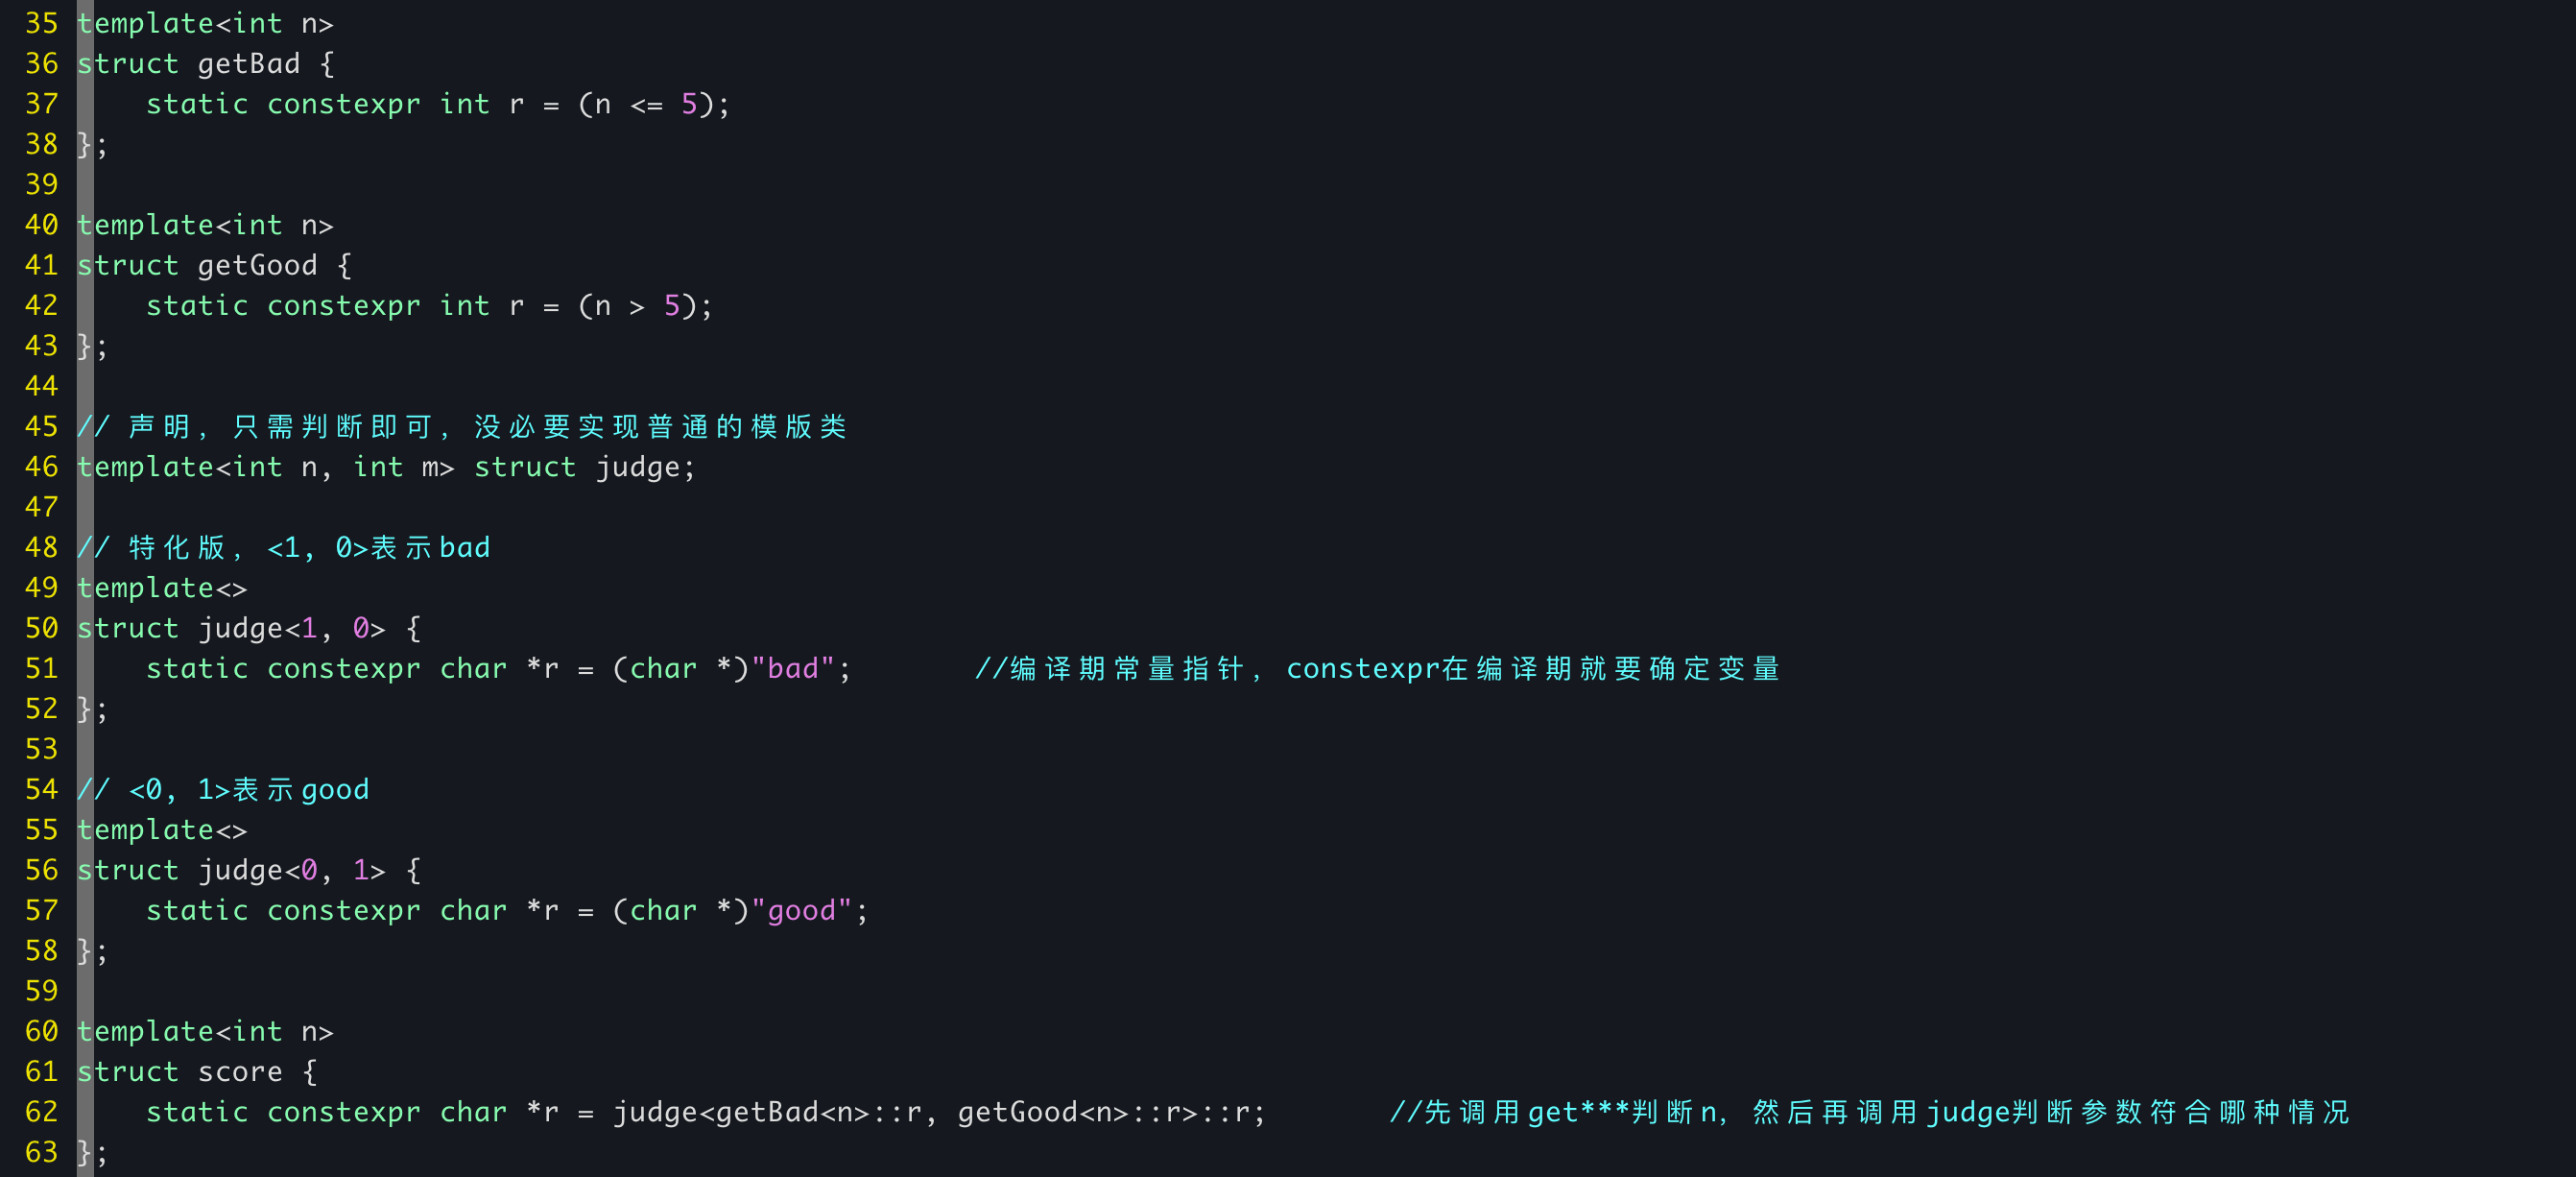 35 template<int n>
36 struct getBad {
37     static constexpr int r = (n <= 5);
38 };
39
40 template<int n>
41 struct getGood {
42     static constexpr int r = (n > 5);
43 };
44
45 // 声明，只需判断即可，没必要实现普通的模版类
46 template<int n, int m> struct judge;
47
48 // 特化版，<1, 0>表示bad
49 template<>
50 struct judge<1, 0> {
51     static constexpr char *r = (char *)"bad";       //编译期常量指针，constexpr在编译期就要确定变量
52 };
53
54 // <0, 1>表示good
55 template<>
56 struct judge<0, 1> {
57     static constexpr char *r = (char *)"good";
58 };
59
60 template<int n>
61 struct score {
62     static constexpr char *r = judge<getBad<n>::r, getGood<n>::r>::r;       //先调用get***判断n，然后再调用judge判断参数符合哪种情况
63 };